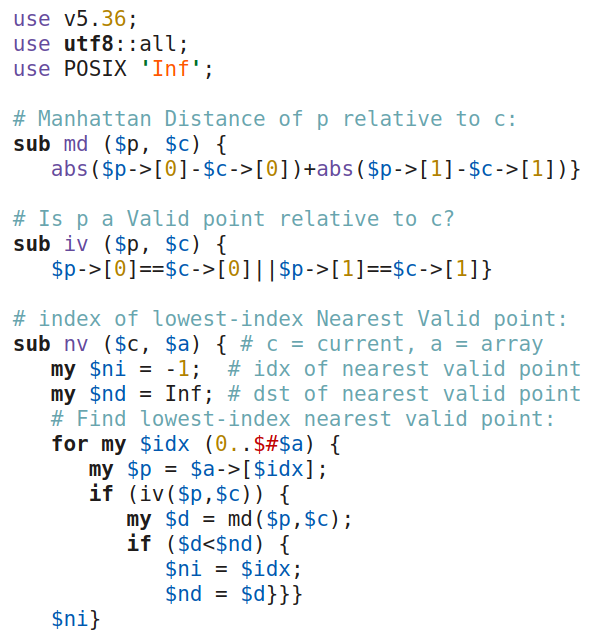 use v5.36;
use utf8::all;
use POSIX 'Inf';

# Manhattan Distance of p relative to c:
sub md ($p, $c) {
   abs($p->[0]-$c->[0])+abs($p->[1]-$c->[1])}

# Is p a Valid point relative to c?
sub iv ($p, $c) {
   $p->[0]==$c->[0]||$p->[1]==$c->[1]}

# index of lowest-index Nearest Valid point:
sub nv ($c, $a) { # c = current, a = array
   my $ni = -1;  # idx of nearest valid point
   my $nd = Inf; # dst of nearest valid point
   # Find lowest-index nearest valid point:
   for my $idx (0..$#$a) {
      my $p = $a->[$idx];
      if (iv($p,$c)) {
         my $d = md($p,$c);
         if ($d<$nd) {
            $ni = $idx;
            $nd = $d}}}
   $ni}